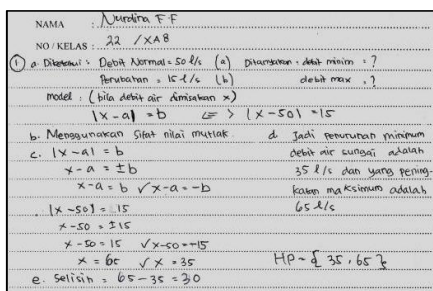 NAMA : Nurdina F F
NO/KELAS : 22 / XA8
① a. Diketahui : Debit Normal = 50 l/s (a) Ditanyakan : debit minim = ?
Perubahan = 15 l/s (b) debit max . ?
model : (bila debit air dimisalkan x)
|x-a| = b <=> |x-50| = 15
b. Menggunakan Sifat nilai mutlak
c. |x-a| = b
x-a = ±b
x-a = b √ x-a = -b
|x-50| = 15
x-50 = ±15
x-50 = 15 √ x-50 = -15
x = 65 √ x = 35
e. Selisih = 65-35 = 30
d. Jadi penurunan minimum
debit air sungai adalah
35 l/s dan yang pening-
katan maksimum adalah
65 l/s
HP = { 35, 65 }